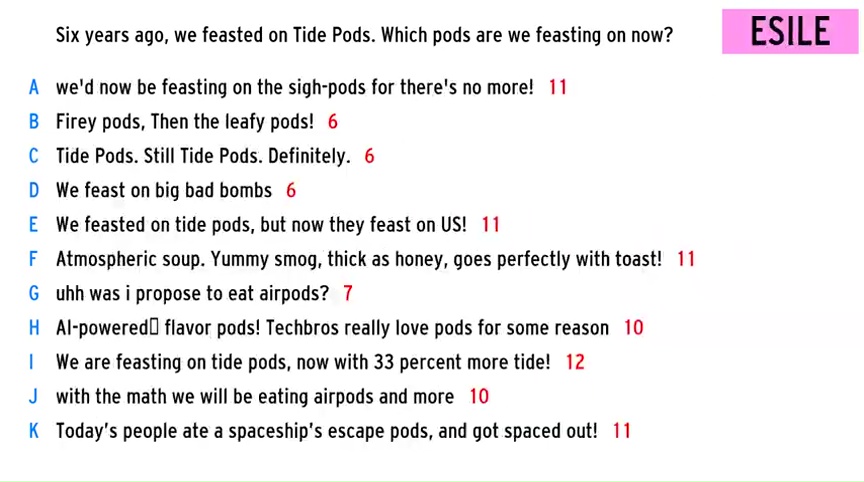 Six years ago, we feasted on Tide Pods. Which pods are we feasting on now?
ESILE
A we'd now be feasting on the sigh-pods for there's no more! 11
B Firey pods, Then the leafy pods! 6
C Tide Pods. Still Tide Pods. Definitely. 6
D We feast on big bad bombs 6
E We feasted on tide pods, but now they feast on US! 11
F Atmospheric soup. Yummy smog, thick as honey, goes perfectly with toast! 11
G uhh was i propose to eat airpods? 7
H AI-powered▯ flavor pods! Techbros really love pods for some reason 10
I We are feasting on tide pods, now with 33 percent more tide! 12
J with the math we will be eating airpods and more 10
K Today’s people ate a spaceship’s escape pods, and got spaced out! 11